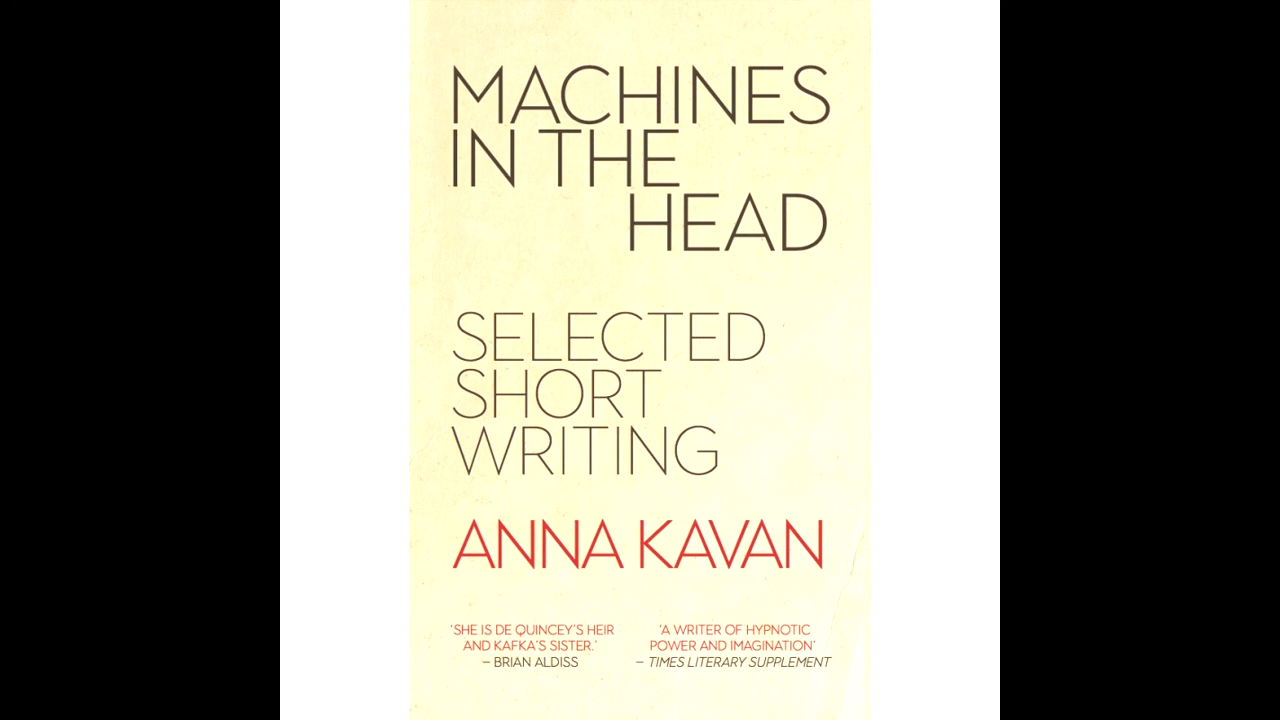 MACHINES
IN THE
HEAD
SELECTED
SHORT
WRITING
ANNA KAVAN
'SHE IS DE QUINCEY'S HEIR
AND KAFKA'S SISTER.'
– BRIAN ALDISS
'A WRITER OF HYPNOTIC
POWER AND IMAGINATION'
– TIMES LITERARY SUPPLEMENT